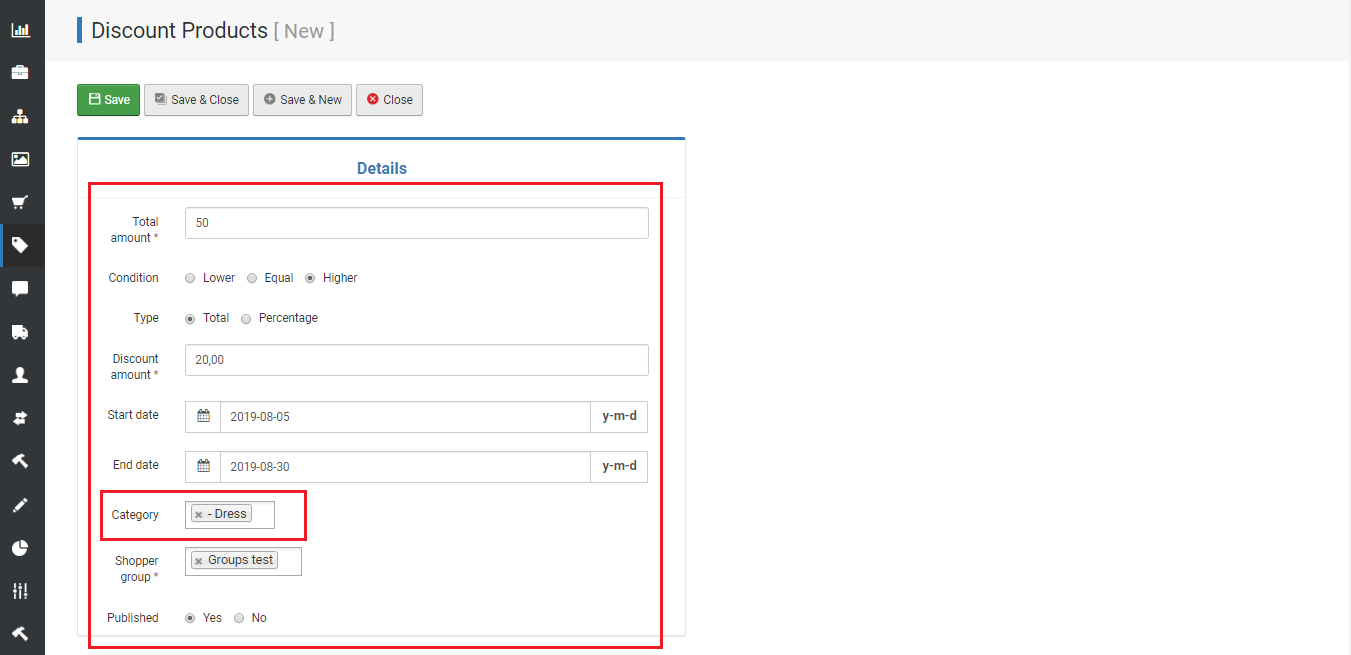 Discount Products [ New ]
Save
Save & Close
Save & New
Close
Details
Total
amount *
50
Condition
Lower
Equal
Higher
Type
Total
Percentage
Discount
amount *
20,00
Start date
2019-08-05
y-m-d
End date
2019-08-30
y-m-d
Category
- Dress
Shopper
group *
Groups test
Published
Yes
No